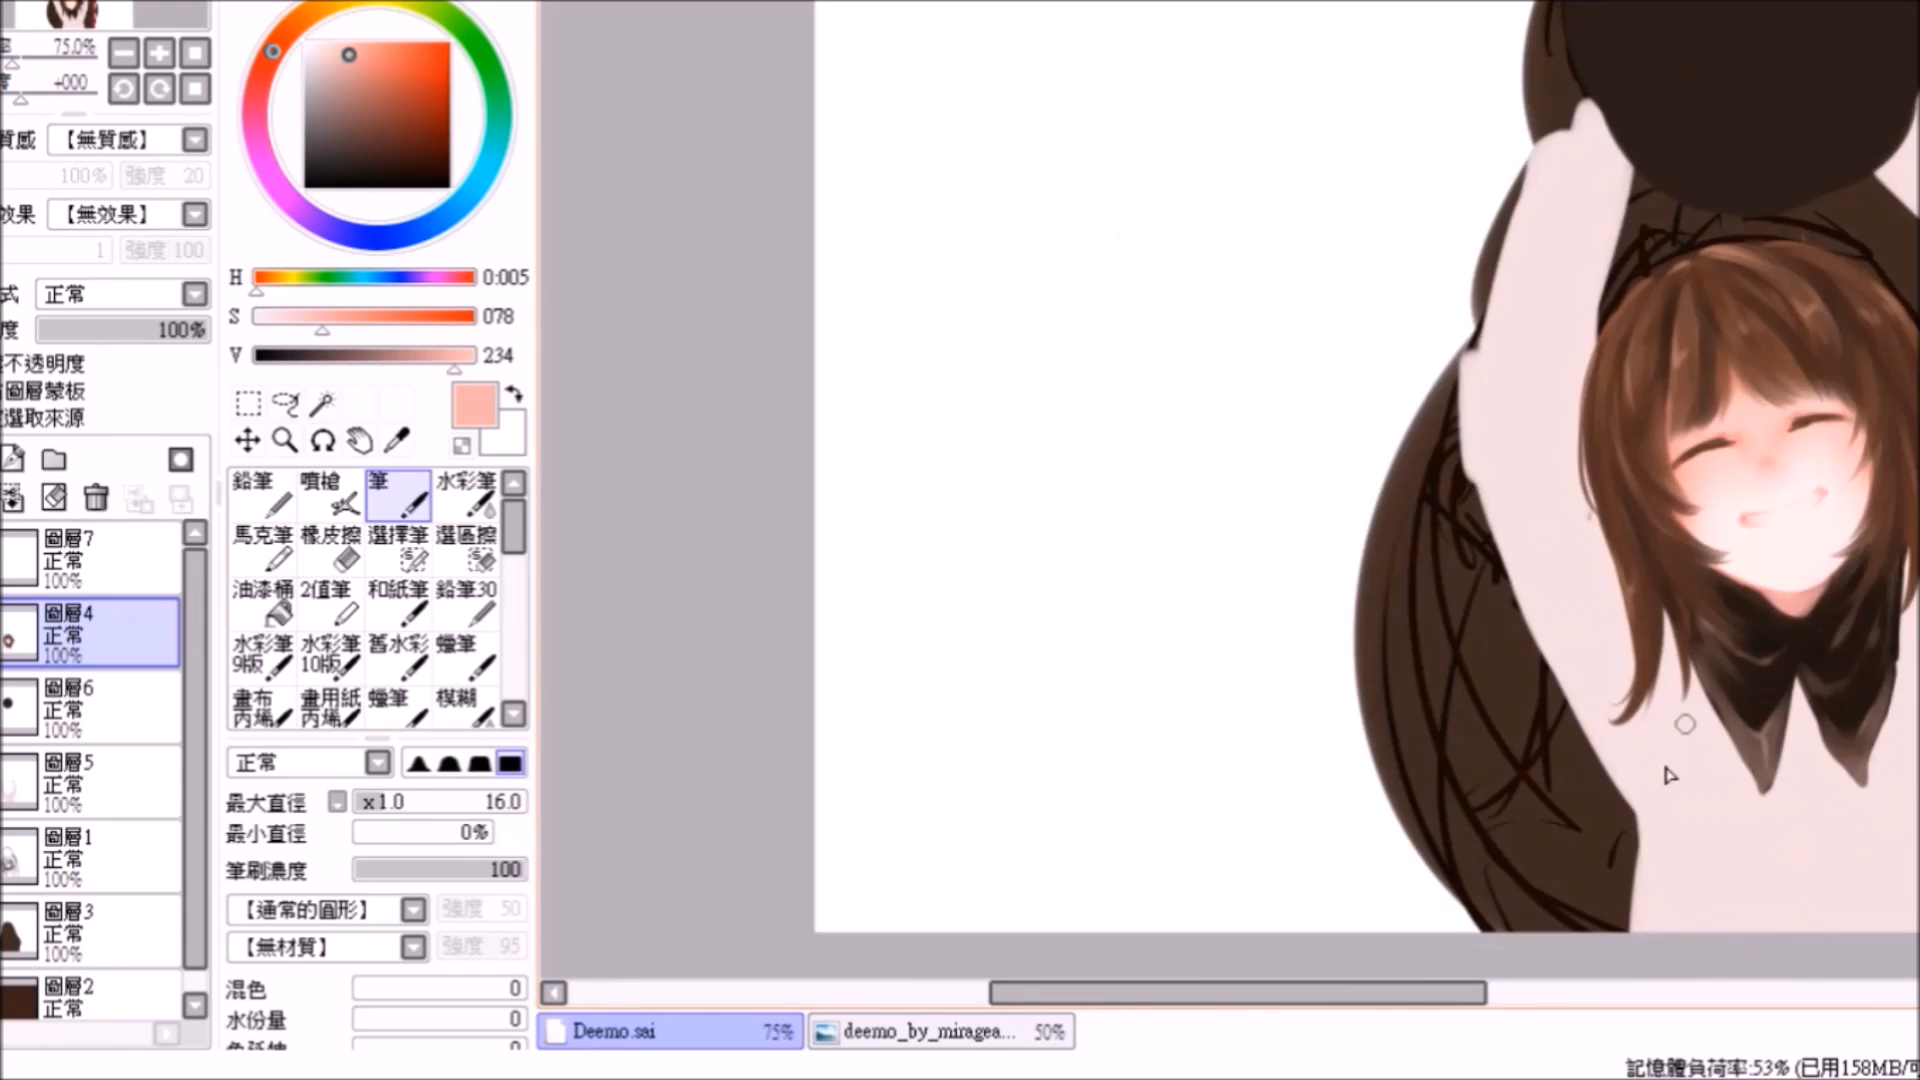 75.0%
+000
質感 【無質感】
100% 強度 20
效果 【無效果】
1 強度 100
式 正常
度 100%
不透明度
圖層蒙板
選取來源
圖層7
正常
100%
圖層4
正常
100%
圖層6
正常
100%
圖層5
正常
100%
圖層1
正常
100%
圖層3
正常
100%
圖層2
正常
H 0:005
S 078
V 234
鉛筆 噴槍 筆 水彩筆
馬克筆 橡皮擦 選擇筆 選區擦
油漆桶 2值筆 和紙筆 鉛筆30
水彩筆 水彩筆 舊水彩 蠟筆
9版 10版
畫布 畫用紙 蠟筆 模糊
丙烯 丙烯
正常
最大直徑 x1.0 16.0
最小直徑 0%
筆刷濃度 100
【通常的圓形】 強度 50
【無材質】 強度 95
混色 0
水份量 0
色延伸 0
Deemo.sai 75%
deemo_by_miragea... 50%
記憶體負荷率:53% (已用158MB/可